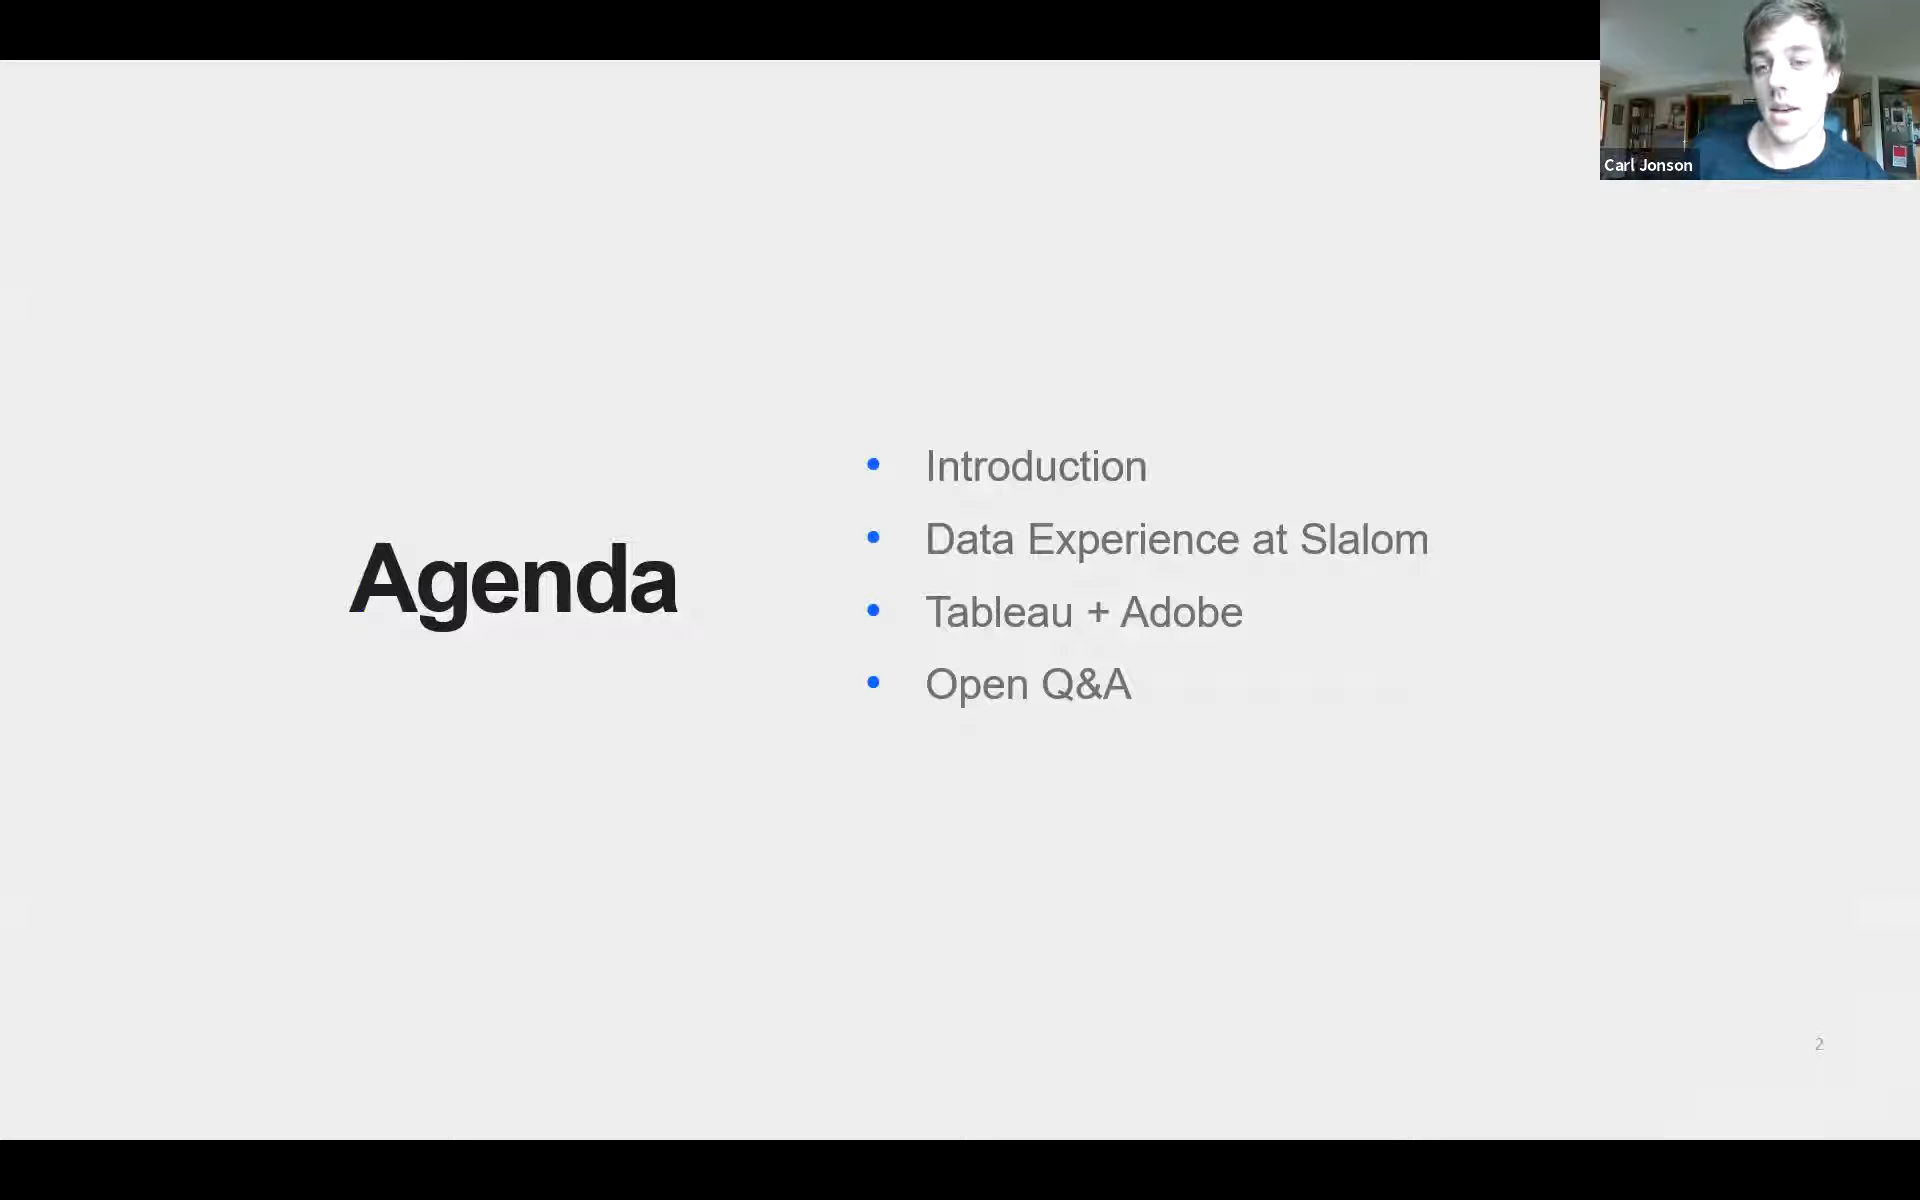 Carl Jonson
Agenda
Introduction
Data Experience at Slalom
Tableau + Adobe
Open Q&A
2